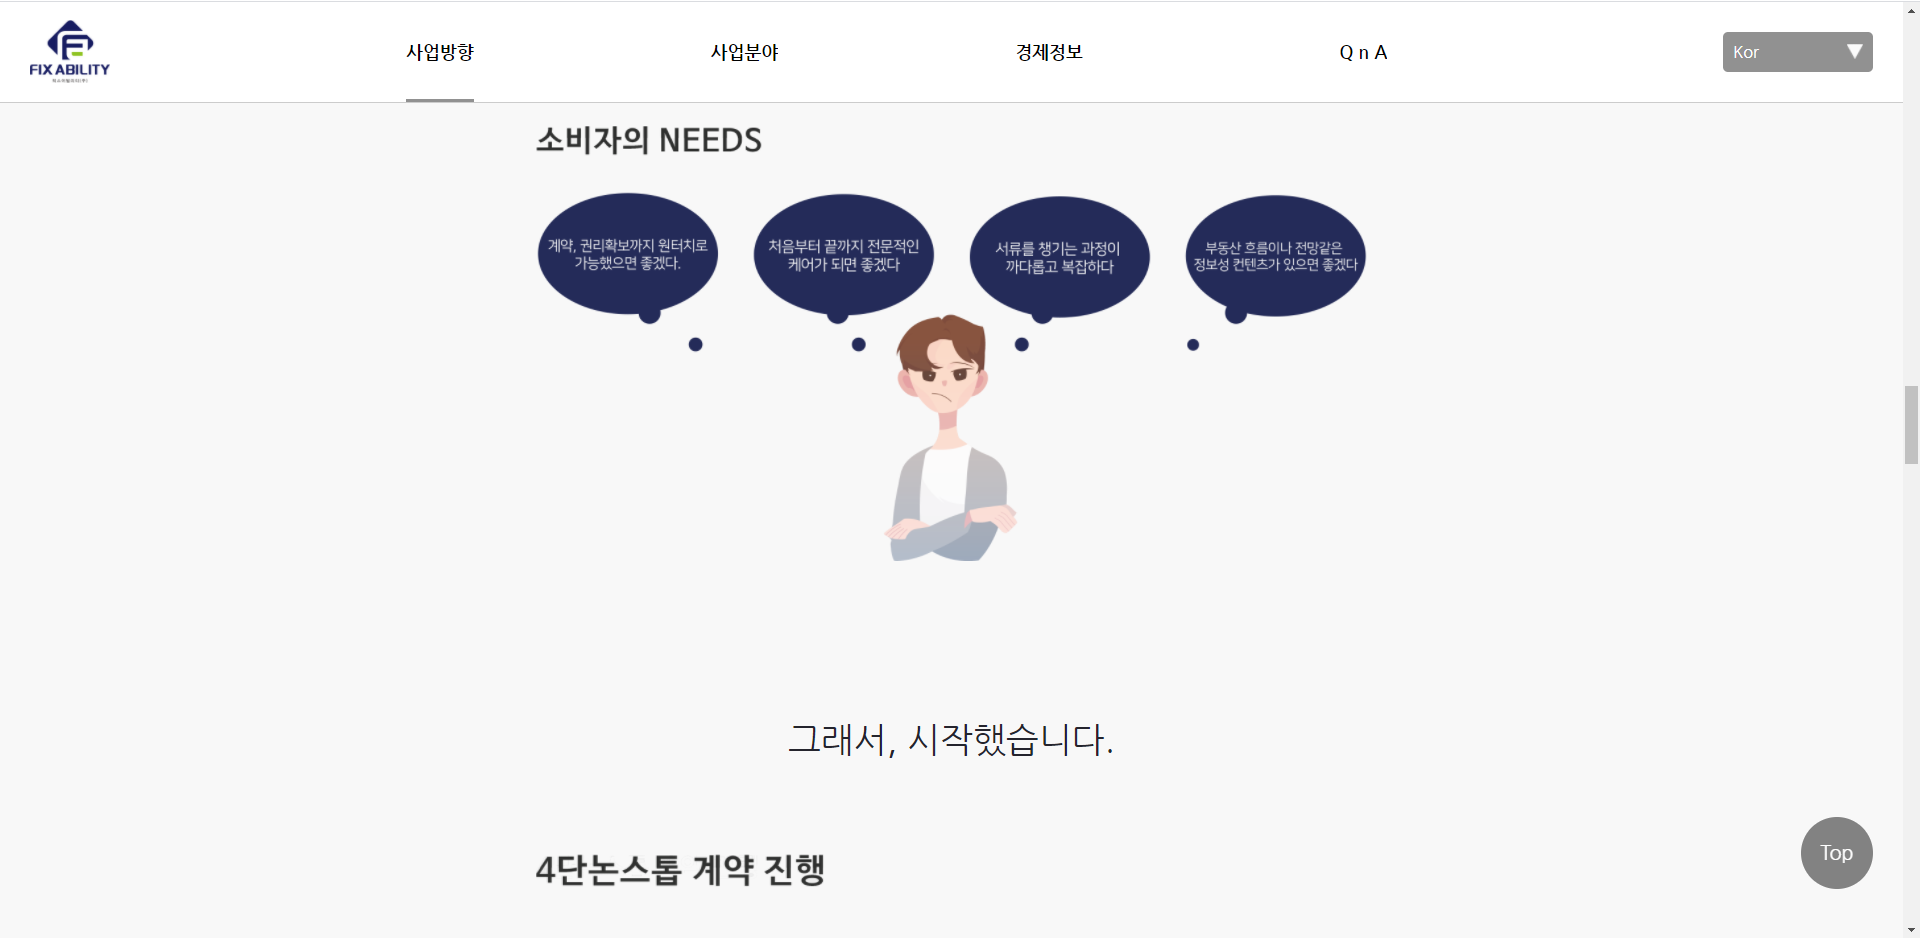 FIX ABILITY
사업방향
사업분야
경제정보
Q n A
Kor
소비자의 NEEDS
계약, 권리확보까지 원터치로
가능했으면 좋겠다.
처음부터 끝까지 전문적인
케어가 되면 좋겠다
서류를 챙기는 과정이
까다롭고 복잡하다
부동산 흐름이나 전망같은
정보성 컨텐츠가 있으면 좋겠다
그래서, 시작했습니다.
4단논스톱 계약 진행
Top